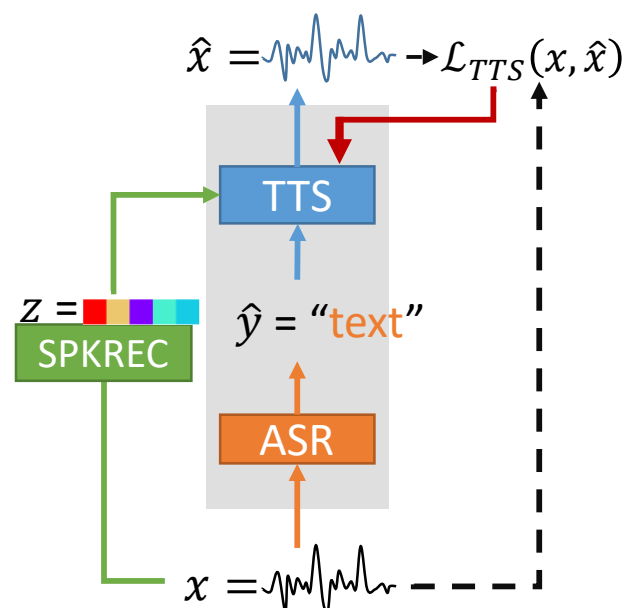 x̂ = → ℒ_TTS(x, x̂)
TTS
z =
ŷ = “text”
SPKREC
ASR
x =